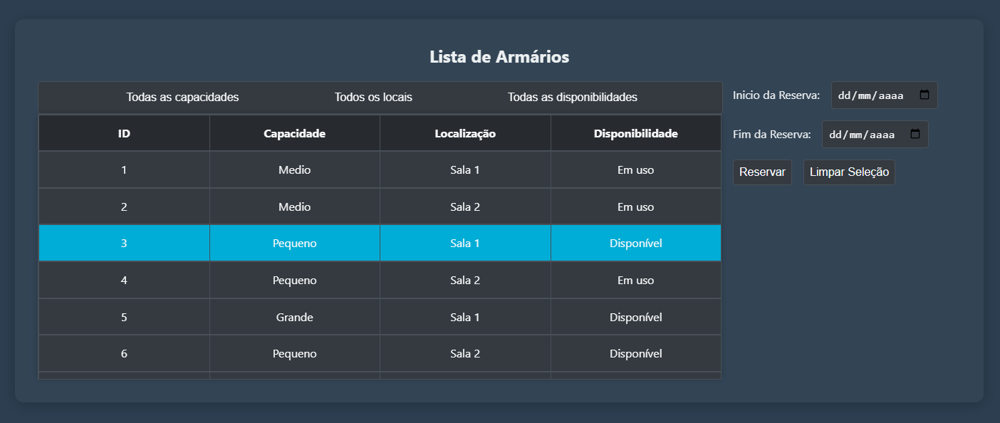 Lista de Armários
Todas as capacidades Todos os locais Todas as disponibilidades
ID Capacidade Localização Disponibilidade
1 Medio Sala 1 Em uso
2 Medio Sala 2 Em uso
3 Pequeno Sala 1 Disponível
4 Pequeno Sala 2 Em uso
5 Grande Sala 1 Disponível
6 Pequeno Sala 2 Disponível
Inicio da Reserva: dd/mm/aaaa
Fim da Reserva: dd/mm/aaaa
Reservar Limpar Seleção